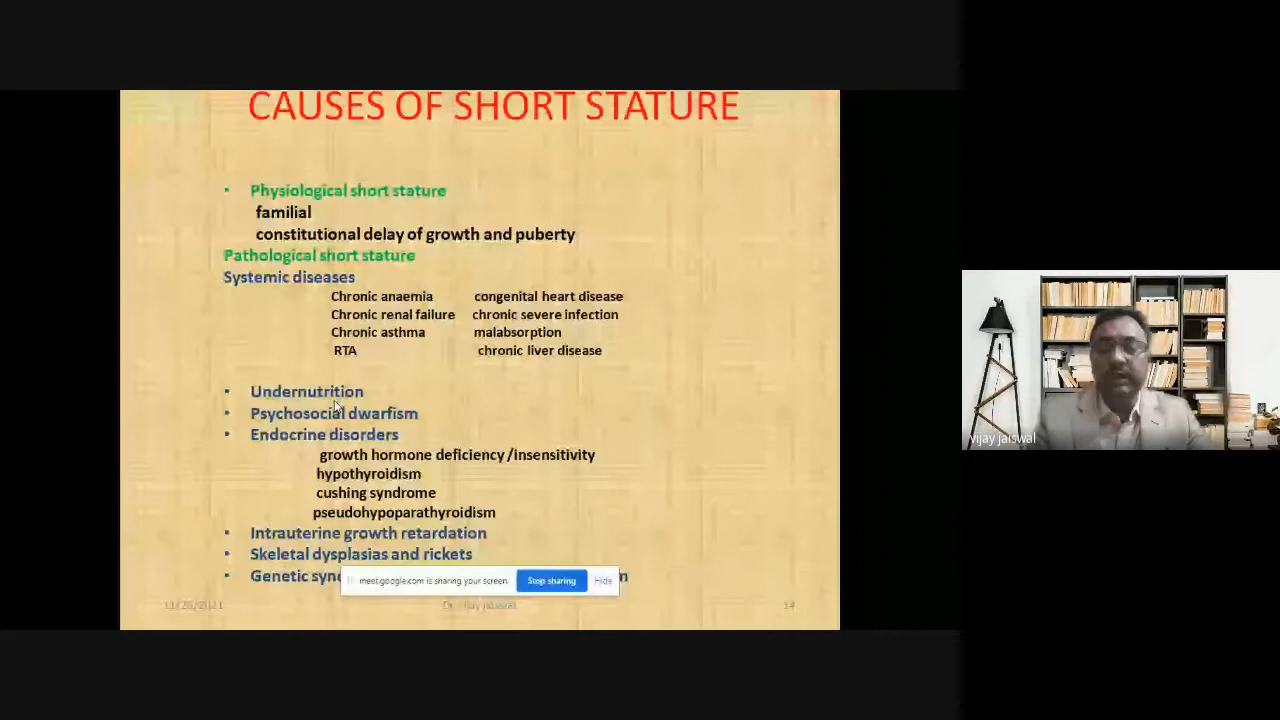 CAUSES OF SHORT STATURE
• Physiological short stature
familial
constitutional delay of growth and puberty
Pathological short stature
Systemic diseases
Chronic anaemia congenital heart disease
Chronic renal failure chronic severe infection
Chronic asthma malabsorption
RTA chronic liver disease
• Undernutrition
• Psychosocial dwarfism
• Endocrine disorders
growth hormone deficiency/insensitivity
hypothyroidism
cushing syndrome
pseudohypoparathyroidism
• Intrauterine growth retardation
• Skeletal dysplasias and rickets
• Genetic
meet.google.com is sharing your screen Stop sharing Hide
Dr. vijay jaiswal
vijay jaiswal